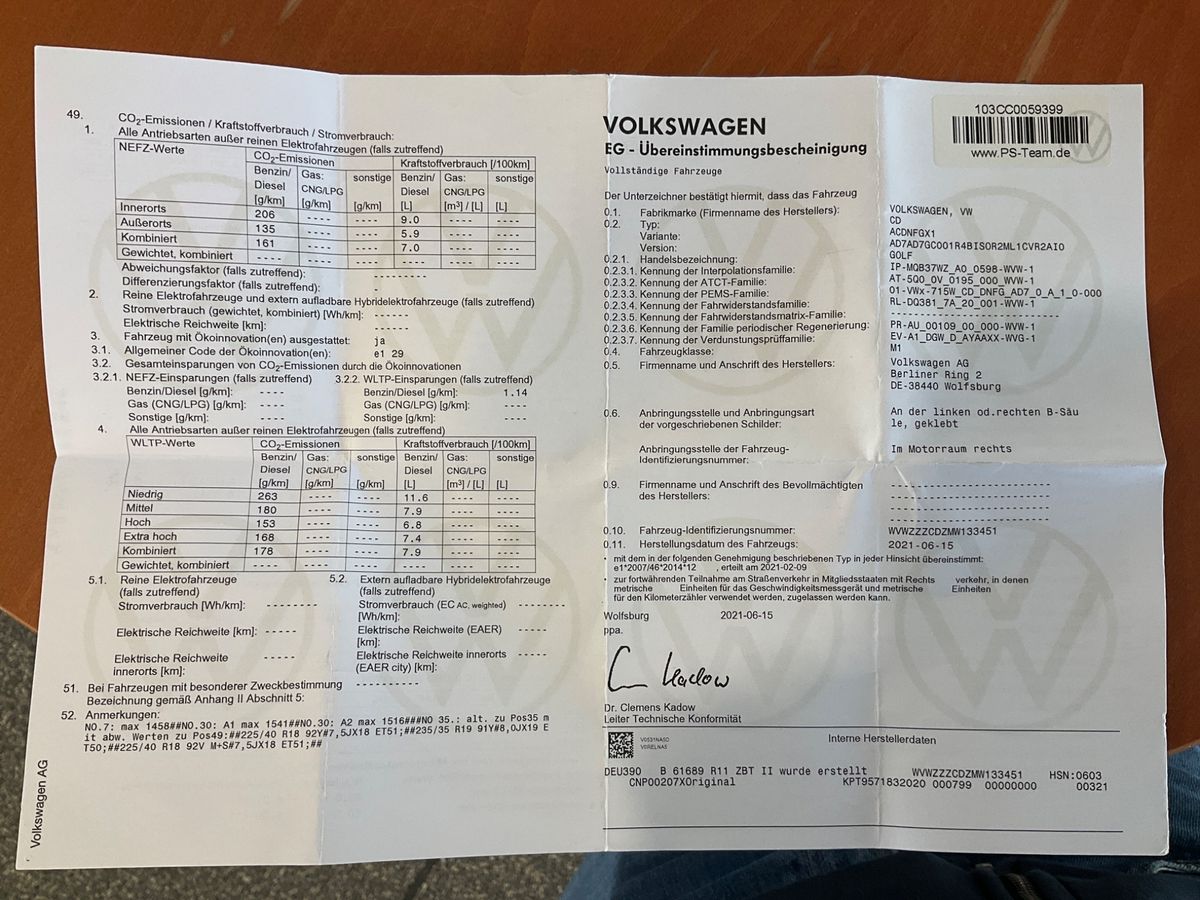 49. CO2-Emissionen / Kraftstoffverbrauch / Stromverbrauch:
1. Alle Antriebsarten außer reinen Elektrofahrzeugen (falls zutreffend)
NEFZ-Werte CO2-Emissionen Kraftstoffverbrauch [/100km]
Benzin/ Diesel [g/km] Gas: CNG/LPG [g/km] sonstige [g/km] Benzin/ Diesel [L] Gas: CNG/LPG [m³] / [L] sonstige [L]
Innerorts 206 ---- ---- 9.0 ---- ----
Außerorts 135 ---- ---- 5.9 ---- ----
Kombiniert 161 ---- ---- 7.0 ---- ----
Gewichtet, kombiniert ---- ---- ---- ---- ---- ----
Abweichungsfaktor (falls zutreffend): ---------
Differenzierungsfaktor (falls zutreffend): -
2. Reine Elektrofahrzeuge und extern aufladbare Hybridelektrofahrzeuge (falls zutreffend)
Stromverbrauch (gewichtet, kombiniert) [Wh/km]: ------
Elektrische Reichweite [km]: ------
3. Fahrzeug mit Ökoinnovation(en) ausgestattet: ja
3.1. Allgemeiner Code der Ökoinnovation(en): e1 29
3.2. Gesamteinsparungen von CO2-Emissionen durch die Ökoinnovationen
3.2.1. NEFZ-Einsparungen (falls zutreffend) 3.2.2. WLTP-Einsparungen (falls zutreffend)
Benzin/Diesel [g/km]: ---- Benzin/Diesel [g/km]: 1.14
Gas (CNG/LPG) [g/km]: ---- Gas (CNG/LPG) [g/km]: ----
Sonstige [g/km]: ---- Sonstige [g/km]: ----
4. Alle Antriebsarten außer reinen Elektrofahrzeugen (falls zutreffend)
WLTP-Werte CO2-Emissionen Kraftstoffverbrauch [/100km]
Benzin/ Diesel [g/km] Gas: CNG/LPG [g/km] sonstige [g/km] Benzin/ Diesel [L] Gas: CNG/LPG [m³] / [L] sonstige [L]
Niedrig 263 ---- ---- 11.6 ---- ----
Mittel 180 ---- ---- 7.9 ---- ----
Hoch 153 ---- ---- 6.8 ---- ----
Extra hoch 168 ---- ---- 7.4 ---- ----
Kombiniert 178 ---- ---- 7.9 ---- ----
Gewichtet, kombiniert ---- ---- ---- ---- ---- ----
5.1. Reine Elektrofahrzeuge (falls zutreffend) 5.2. Extern aufladbare Hybridelektrofahrzeuge (falls zutreffend)
Stromverbrauch [Wh/km]: -------- Stromverbrauch (EC AC, weighted) [Wh/km]: --------
Elektrische Reichweite [km]: ----- Elektrische Reichweite (EAER) [km]: -----
Elektrische Reichweite innerorts [km]: ----- Elektrische Reichweite innerorts (EAER city) [km]: -----
51. Bei Fahrzeugen mit besonderer Zweckbestimmung ----------
Bezeichnung gemäß Anhang II Abschnitt 5:
52. Anmerkungen:
NO.7: max 1458##NO.30: A1 max 1541##NO.30: A2 max 1516###NO 35.: alt. zu Pos35 m
it abw. Werten zu Pos49:##225/40 R18 92Y#7,5JX18 ET51;##235/35 R19 91Y#8,0JX19 E
T50;##225/40 R18 92V M+S#7,5JX18 ET51;##
Volkswagen AG
103CC0059399
www.PS-Team.de
VOLKSWAGEN
EG - Übereinstimmungsbescheinigung
Vollständige Fahrzeuge
Der Unterzeichner bestätigt hiermit, dass das Fahrzeug
0.1. Fabrikmarke (Firmenname des Herstellers): VOLKSWAGEN, VW
0.2. Typ: CD
Variante: ACDNFGX1
Version: AD7AD7GC001R4BISOR2ML1CVR2AI0
0.2.1. Handelsbezeichnung: GOLF
0.2.3.1. Kennung der Interpolationsfamilie: IP-MQB37WZ_A0_0598-WVW-1
0.2.3.2. Kennung der ATCT-Familie: AT-5Q0_0V_0195_000_WVW-1
0.2.3.3. Kennung der PEMS-Familie: 01-VWx-715W_CD_DNFG_AD7_0_A_1_0-000
0.2.3.4. Kennung der Fahrwiderstandsfamilie: RL-DQ381_7A_20_001-WVW-1
0.2.3.5. Kennung der Fahrwiderstandsmatrix-Familie: ------------------------
0.2.3.6. Kennung der Familie periodischer Regenerierung: PR-AU_00109_00_000-WVW-1
0.2.3.7. Kennung der Verdunstungsprüffamilie: EV-A1_DGW_D_AYAAXX-WVG-1
0.4. Fahrzeugklasse: M1
0.5. Firmenname und Anschrift des Herstellers: Volkswagen AG
Berliner Ring 2
DE-38440 Wolfsburg
0.6. Anbringungsstelle und Anbringungsart An der linken od.rechten B-Säu
der vorgeschriebenen Schilder: le, geklebt
Anbringungsstelle der Fahrzeug- Im Motorraum rechts
Identifizierungsnummer:
0.9. Firmenname und Anschrift des Bevollmächtigten ------------------------
des Herstellers: ------------------------
------------------------
0.10. Fahrzeug-Identifizierungsnummer: WVWZZZCDZMW133451
0.11. Herstellungsdatum des Fahrzeugs: 2021-06-15
• mit dem in der folgenden Genehmigung beschriebenen Typ in jeder Hinsicht übereinstimmt:
e1*2007/46*2014*12 , erteilt am 2021-02-09
• zur fortwährenden Teilnahme am Straßenverkehr in Mitgliedsstaaten mit Rechts verkehr, in denen
metrische Einheiten für das Geschwindigkeitsmessgerät und metrische Einheiten
für den Kilometerzähler verwendet werden, zugelassen werden kann.
Wolfsburg 2021-06-15
ppa.
C Kadow
Dr. Clemens Kadow
Leiter Technische Konformität
Interne Herstellerdaten
DEU390 B 61689 R11 ZBT II wurde erstellt WVWZZZCDZMW133451 HSN:0603
CNP00207XOriginal KPT9571832020 000799 00000000 00321